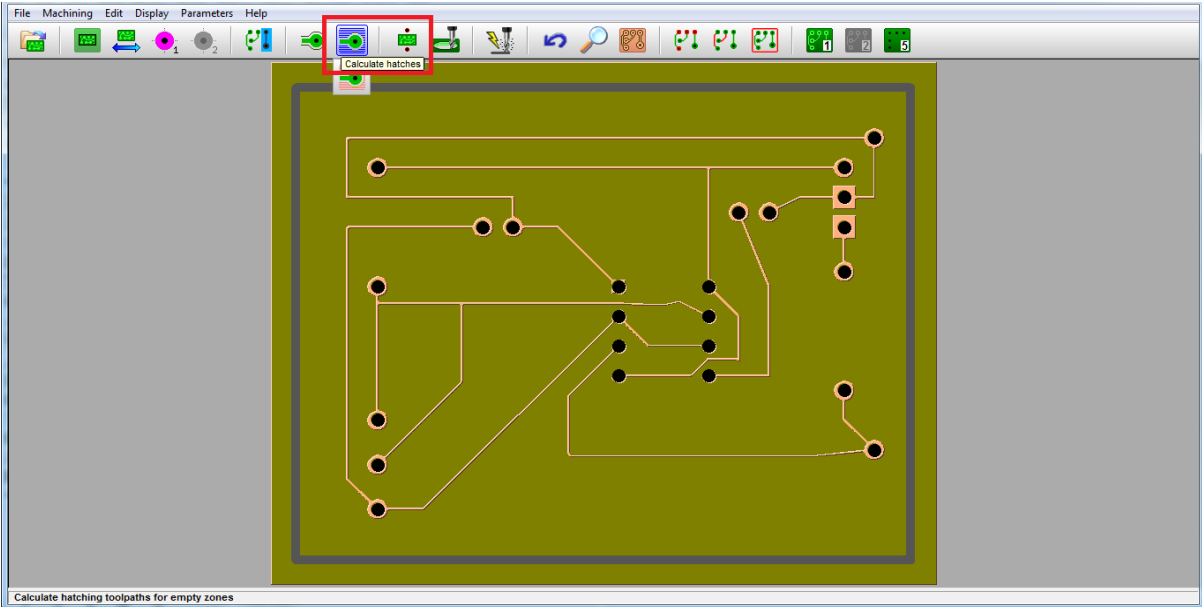 File Machining Edit Display Parameters Help
1 2 1 2 5
Calculate hatches
Calculate hatching toolpaths for empty zones